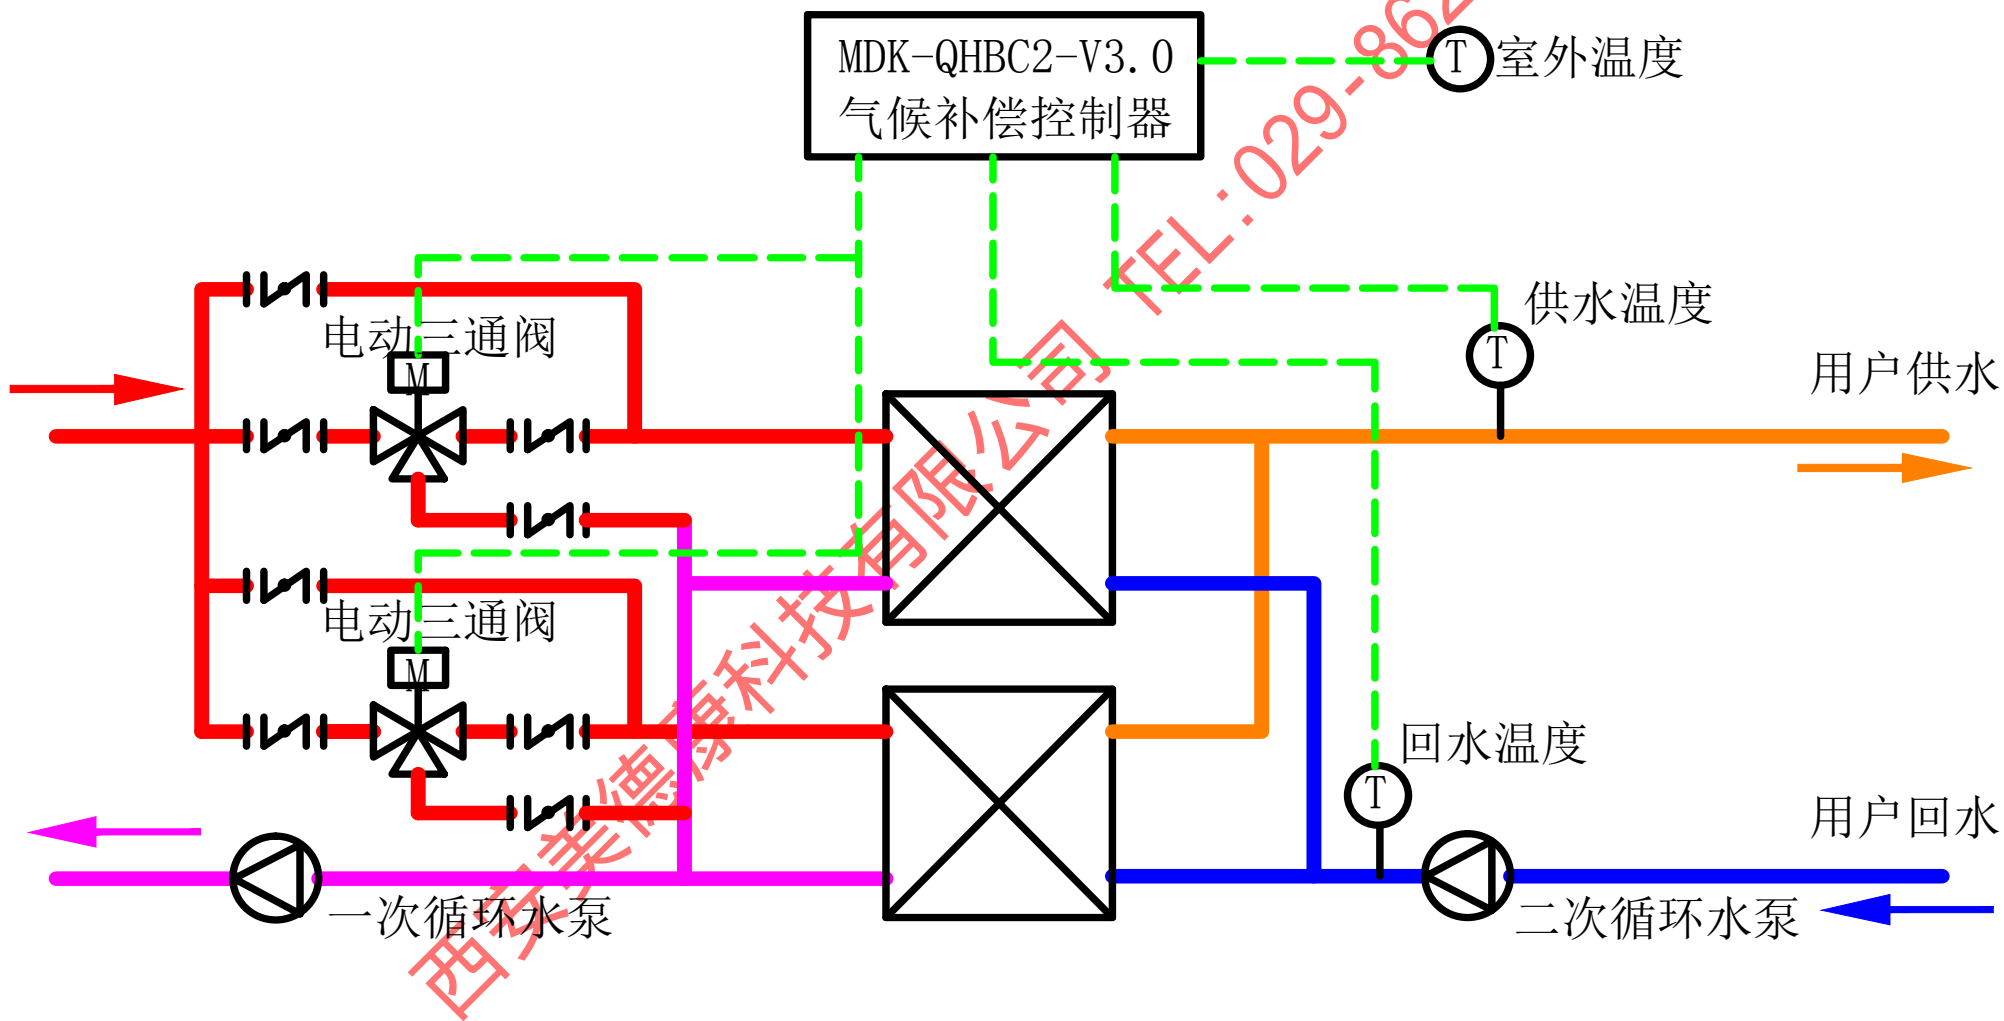 MDK-QHBC2-V3.0
气候补偿控制器
T
室外温度
供水温度
T
用户供水
电动三通阀
M
电动三通阀
M
回水温度
T
用户回水
一次循环水泵
二次循环水泵
西安美德康科技有限公司 TEL:029-862